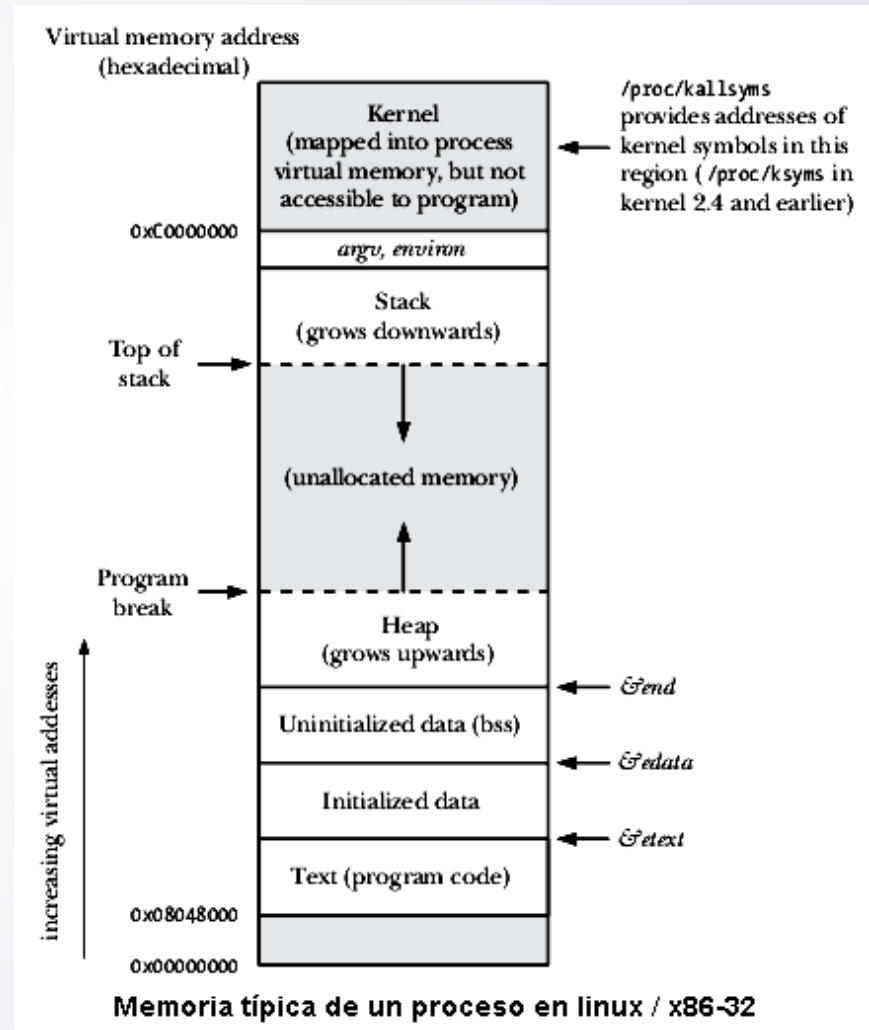 Virtual memory address
(hexadecimal)
Kernel
(mapped into process
virtual memory, but not
accessible to program)
/proc/kallsyms
provides addresses of
kernel symbols in this
region ( /proc/ksyms in
kernel 2.4 and earlier)
0xC0000000
argv, environ
Stack
(grows downwards)
Top of
stack
(unallocated memory)
Program
break
Heap
(grows upwards)
&end
Uninitialized data (bss)
&edata
Initialized data
&etext
Text (program code)
increasing virtual addesses
0x08048000
0x00000000
Memoria típica de un proceso en linux / x86-32